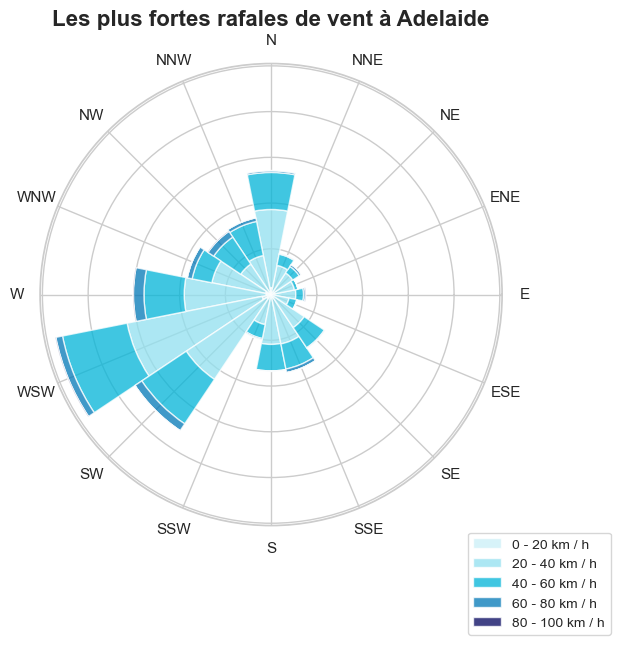 Les plus fortes rafales de vent à Adelaide
N
NNW
NNE
NW
NE
WNW
ENE
W
E
WSW
ESE
SW
SE
SSW
SSE
S
0 - 20 km / h
20 - 40 km / h
40 - 60 km / h
60 - 80 km / h
80 - 100 km / h